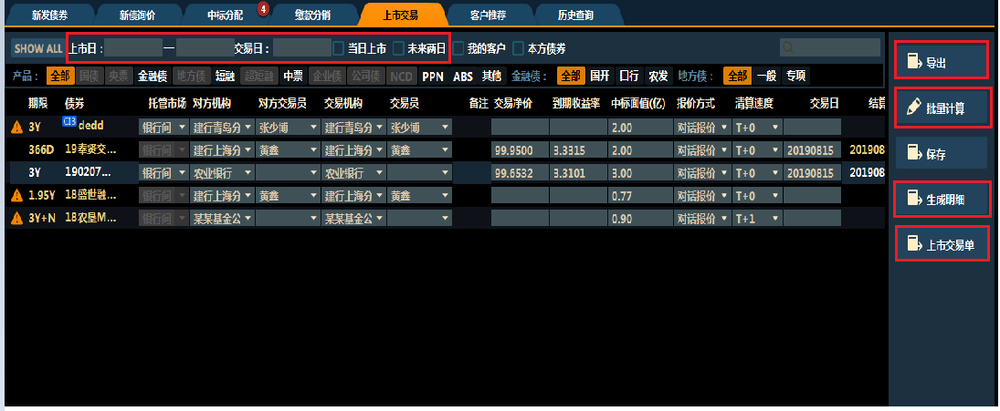 新发债券 新债询价 中标分配 4 缴款分销 上市交易 客户推荐 历史查询
SHOW ALL 上市日： — 交易日： 当日上市 未来两日 我的客户 本方债券
产品： 全部 国债 央票 金融债 地方债 短融 超短融 中票 企业债 公司债 NCD PPN ABS 其他 金融债： 全部 国开 口行 农发 地方债： 全部 一般 专项
期限 债券 托管市场 对方机构 对方交易员 交易机构 交易员 备注 交易净价 到期收益率 中标面值(亿) 报价方式 清算速度 交易日 结算
3Y dedd 银行间 建行青岛分 张少博 建行青岛分 张少博 2.00 对话报价 T+0
366D 19奉贤交... 银行间 建行上海分 黄鑫 建行上海分 黄鑫 99.9500 3.3315 2.00 对话报价 T+0 20190815 201908
3Y 190207... 银行间 农业银行 农业银行 99.6532 3.3101 3.00 对话报价 T+0 20190815 201908
1.95Y 18盛世融... 银行间 建行上海分 黄鑫 建行上海分 黄鑫 0.77 对话报价 T+0
3Y+N 18农垦M... 银行间 某某基金公 某某基金公 0.90 对话报价 T+1
导出
批量计算
保存
生成明细
上市交易单